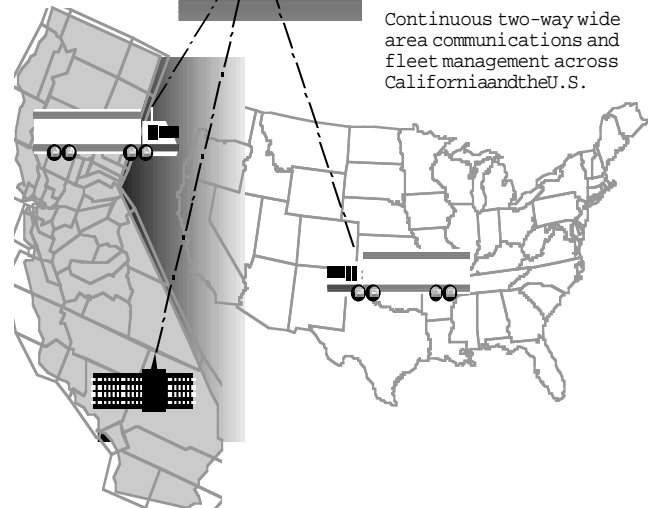 Continuous two-way wide
area communications and
fleet management across
CaliforniaandtheU.S.